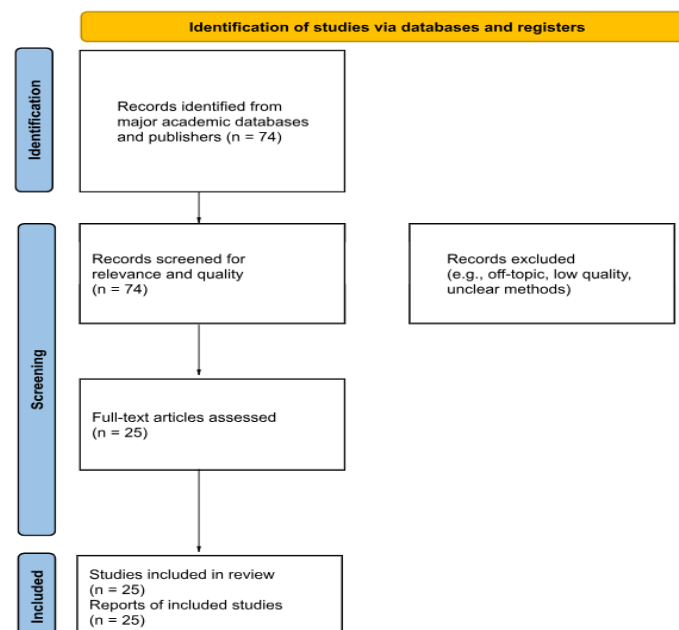 Identification of studies via databases and registers
Identification
Records identified from
major academic databases
and publishers (n = 74)
Screening
Records screened for
relevance and quality
(n = 74)
Records excluded
(e.g., off-topic, low quality,
unclear methods)
Full-text articles assessed
(n = 25)
Included
Studies included in review
(n = 25)
Reports of included studies
(n = 25)